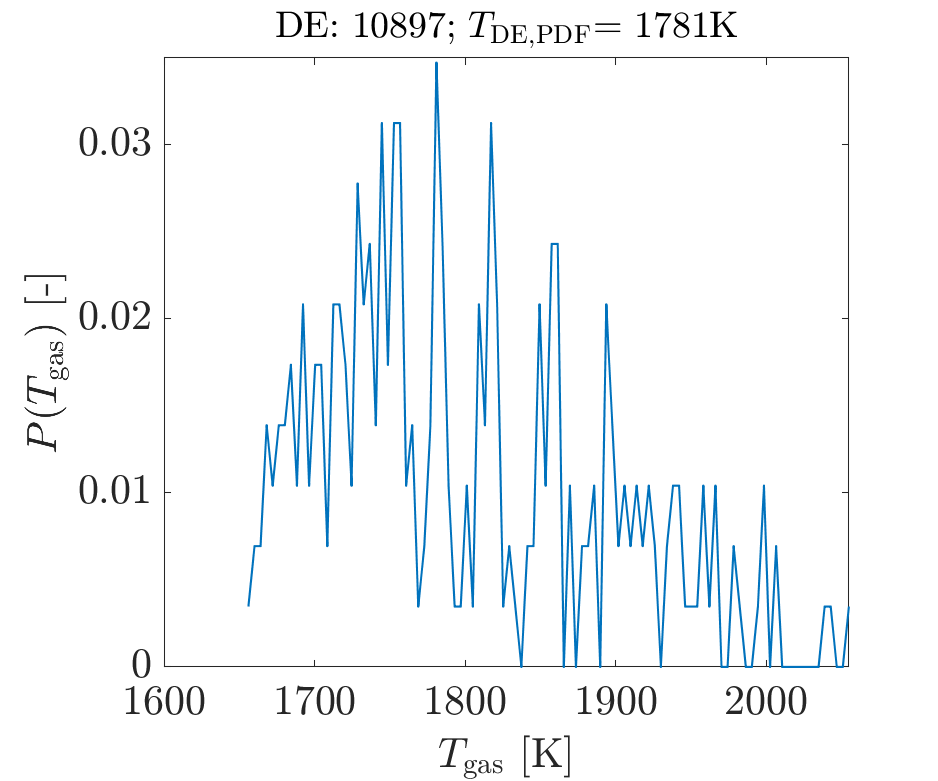 DE: 10897; T_DE,PDF= 1781K
0.03
0.02
0.01
0
P(T_gas) [-]
1600 1700 1800 1900 2000
T_gas [K]